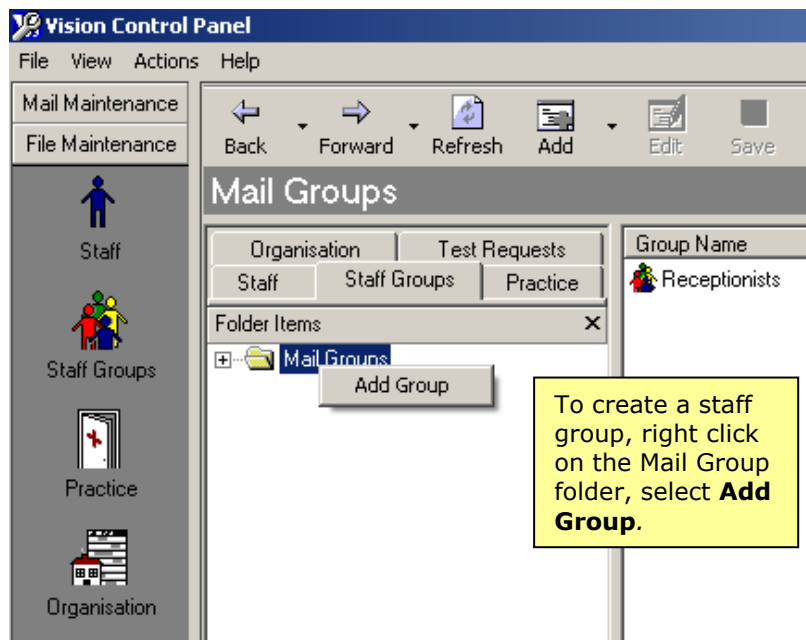 Vision Control Panel
File View Actions Help
Mail Maintenance
File Maintenance
Back Forward Refresh Add Edit Save
Mail Groups
Staff
Staff Groups
Practice
Organisation
Organisation Test Requests
Staff Staff Groups Practice
Folder Items
Mail Groups
Add Group
Group Name
Receptionists
To create a staff
group, right click
on the Mail Group
folder, select Add
Group.